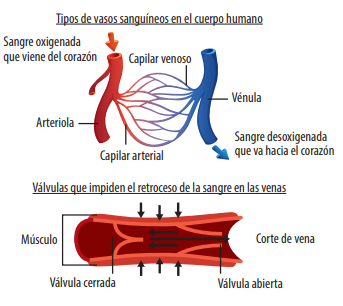 Tipos de vasos sanguíneos en el cuerpo humano
Sangre oxigenada
que viene del corazón
Capilar venoso
Vénula
Arteriola
Capilar arterial
Sangre desoxigenada
que va hacia el corazón
Válvulas que impiden el retroceso de la sangre en las venas
Músculo
Corte de vena
Válvula cerrada
Válvula abierta